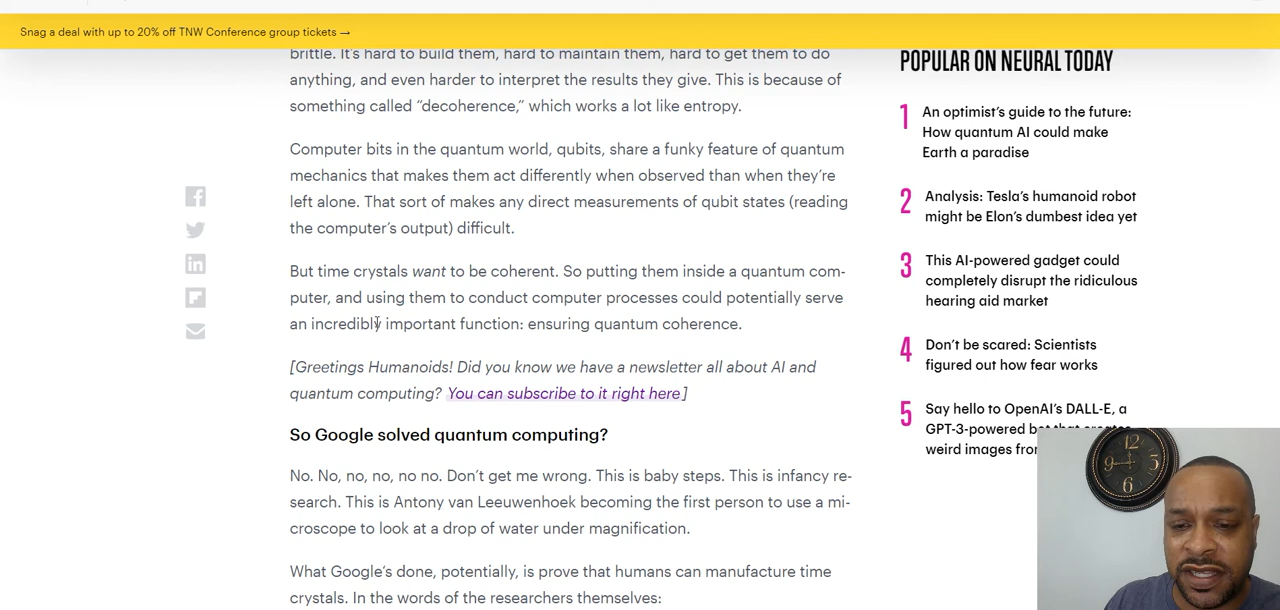 Snag a deal with up to 20% off TNW Conference group tickets →
brittle. It's hard to build them, hard to maintain them, hard to get them to do
anything, and even harder to interpret the results they give. This is because of
something called “decoherence,” which works a lot like entropy.
Computer bits in the quantum world, qubits, share a funky feature of quantum
mechanics that makes them act differently when observed than when they're
left alone. That sort of makes any direct measurements of qubit states (reading
the computer's output) difficult.
But time crystals want to be coherent. So putting them inside a quantum com-
puter, and using them to conduct computer processes could potentially serve
an incredibly important function: ensuring quantum coherence.
[Greetings Humanoids! Did you know we have a newsletter all about AI and
quantum computing? You can subscribe to it right here]
So Google solved quantum computing?
No. No, no, no, no no. Don't get me wrong. This is baby steps. This is infancy re-
search. This is Antony van Leeuwenhoek becoming the first person to use a mi-
croscope to look at a drop of water under magnification.
What Google's done, potentially, is prove that humans can manufacture time
crystals. In the words of the researchers themselves:
POPULAR ON NEURAL TODAY
1
An optimist's guide to the future:
How quantum AI could make
Earth a paradise
2
Analysis: Tesla's humanoid robot
might be Elon's dumbest idea yet
3
This AI-powered gadget could
completely disrupt the ridiculous
hearing aid market
4
Don't be scared: Scientists
figured out how fear works
5
Say hello to OpenAI's DALL-E, a
GPT-3-powered bot that creates
weird images from
12
3
6
9